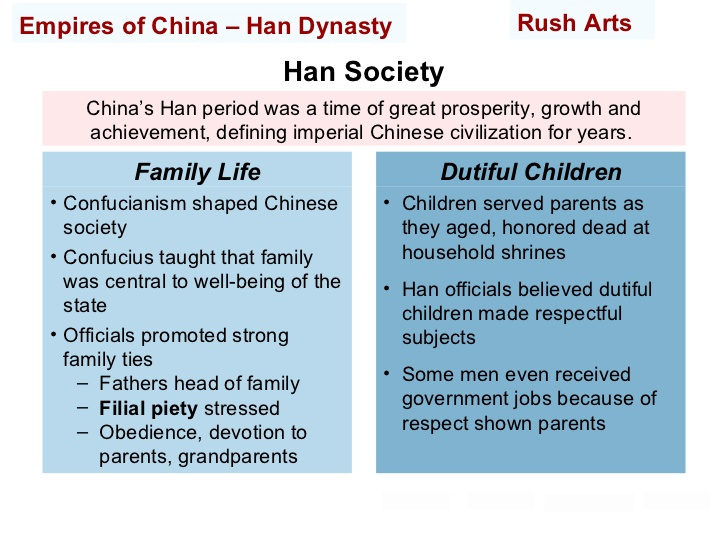 Empires of China – Han Dynasty
Rush Arts
Han Society
China’s Han period was a time of great prosperity, growth and
achievement, defining imperial Chinese civilization for years.
Family Life
• Confucianism shaped Chinese
society
• Confucius taught that family
was central to well-being of the
state
• Officials promoted strong
family ties
– Fathers head of family
– Filial piety stressed
– Obedience, devotion to
parents, grandparents
Dutiful Children
• Children served parents as
they aged, honored dead at
household shrines
• Han officials believed dutiful
children made respectful
subjects
• Some men even received
government jobs because of
respect shown parents